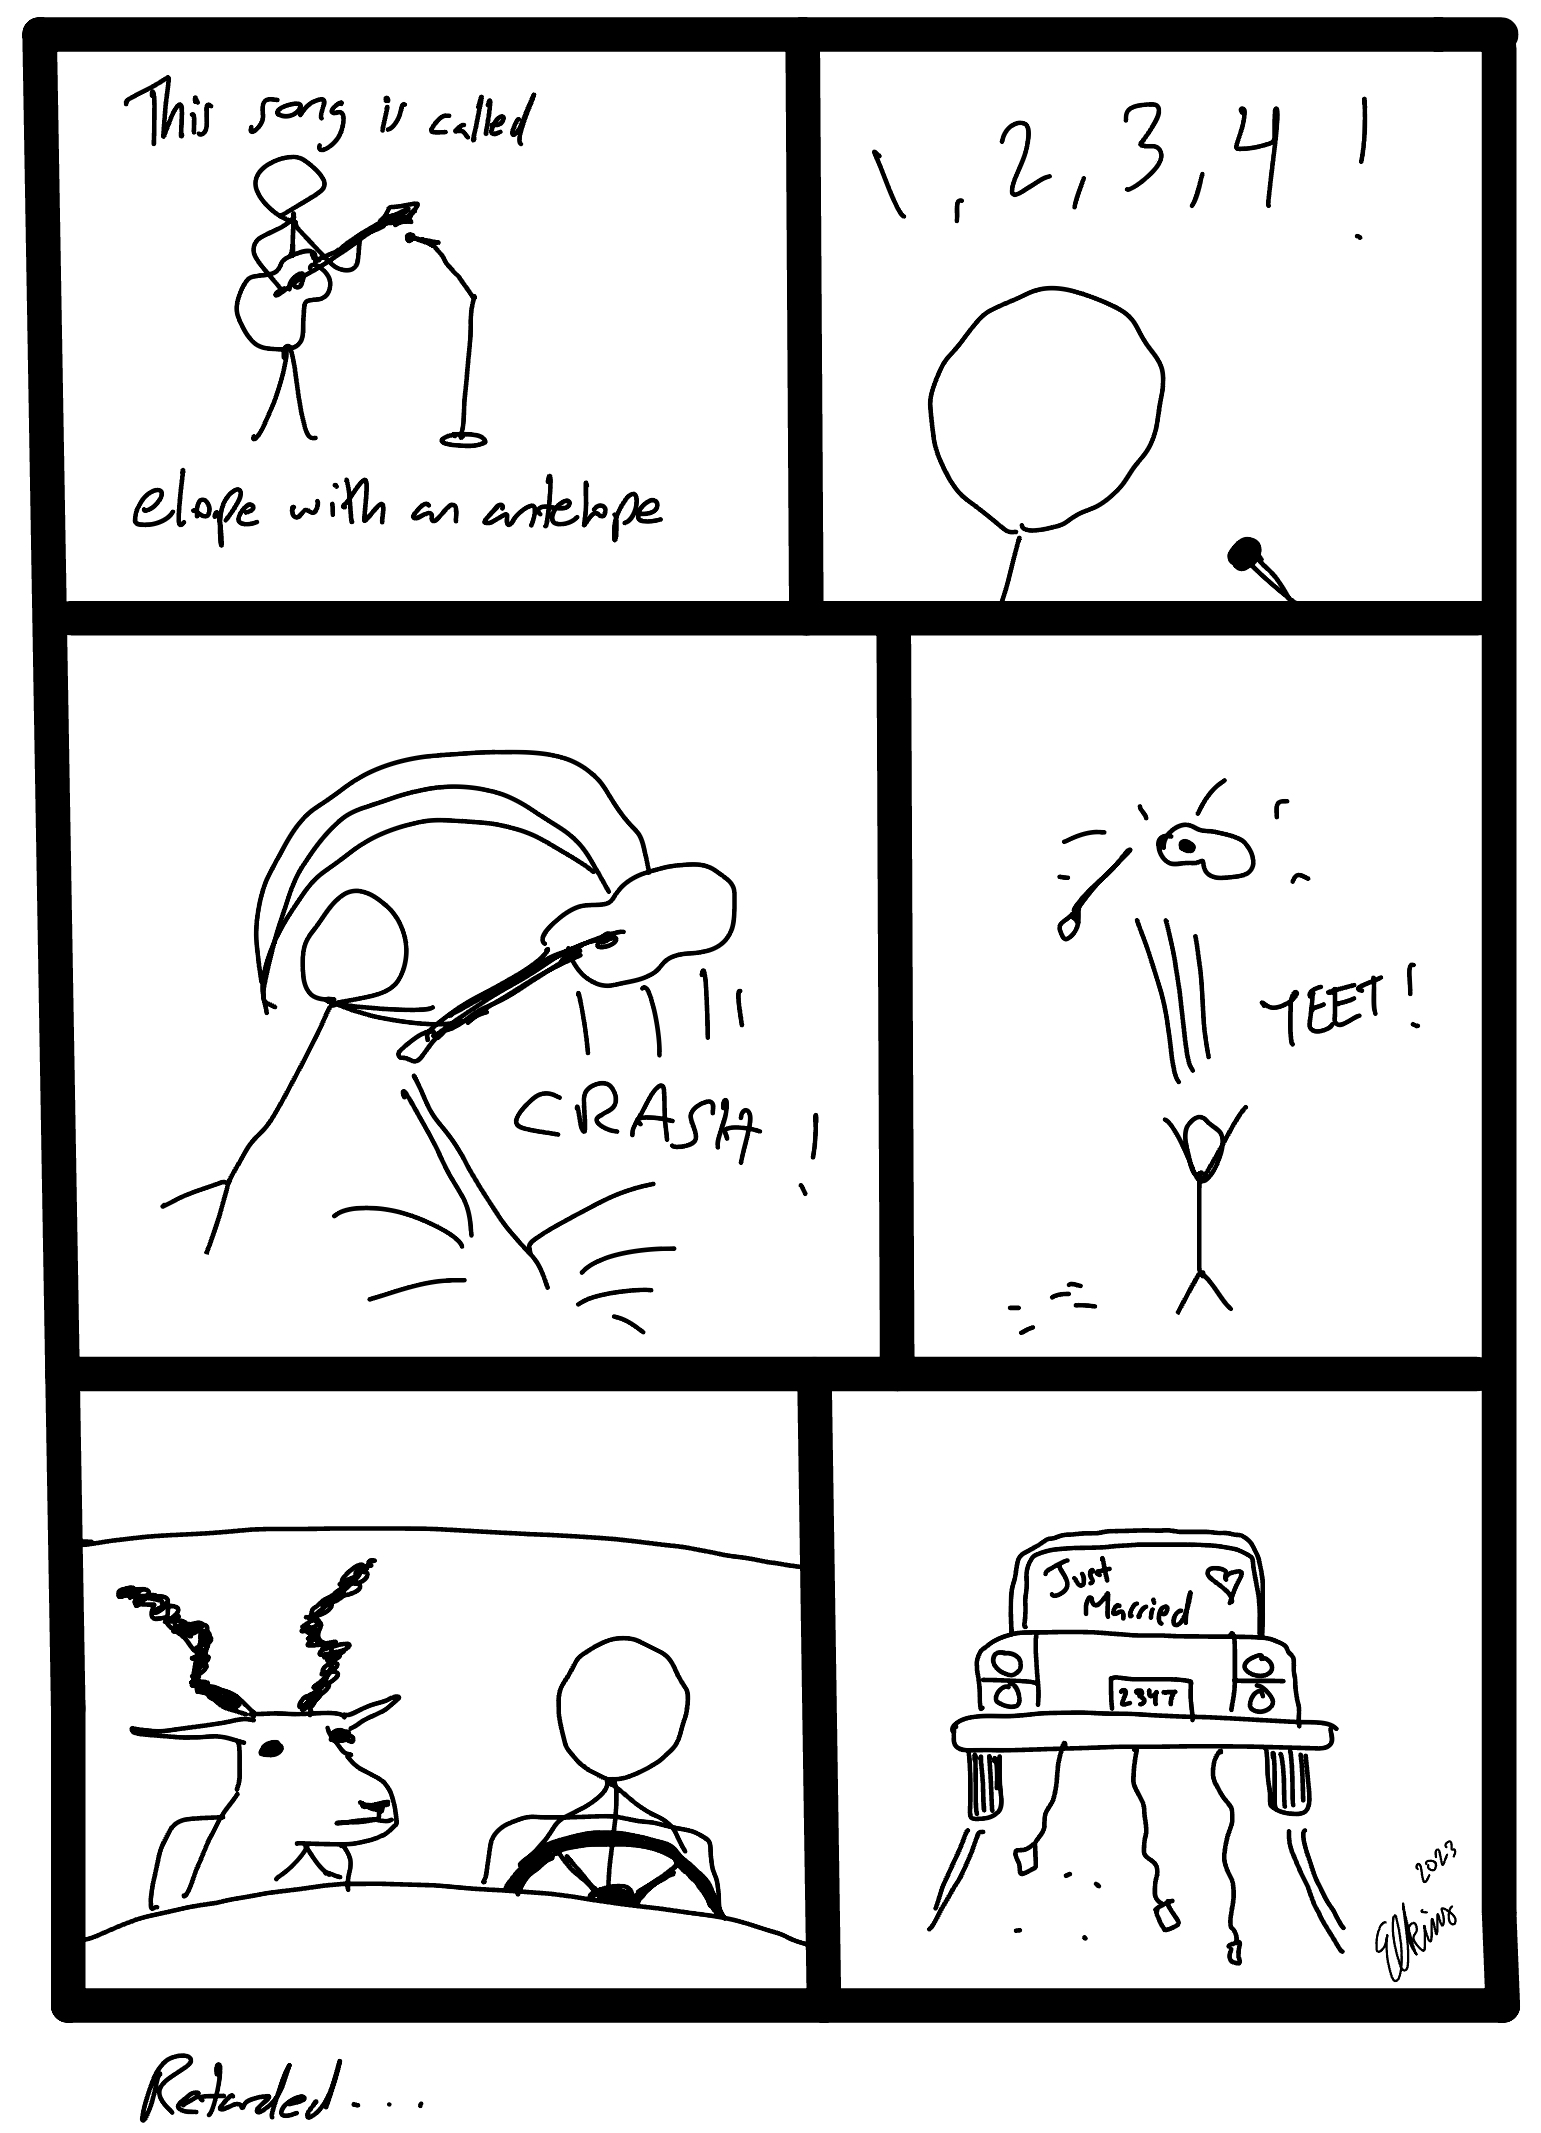 This song is called
elope with an antelope
1, 2, 3, 4 !
CRASH !
YEET !
Just
Married
2347
2023
Elkins
Retarded....